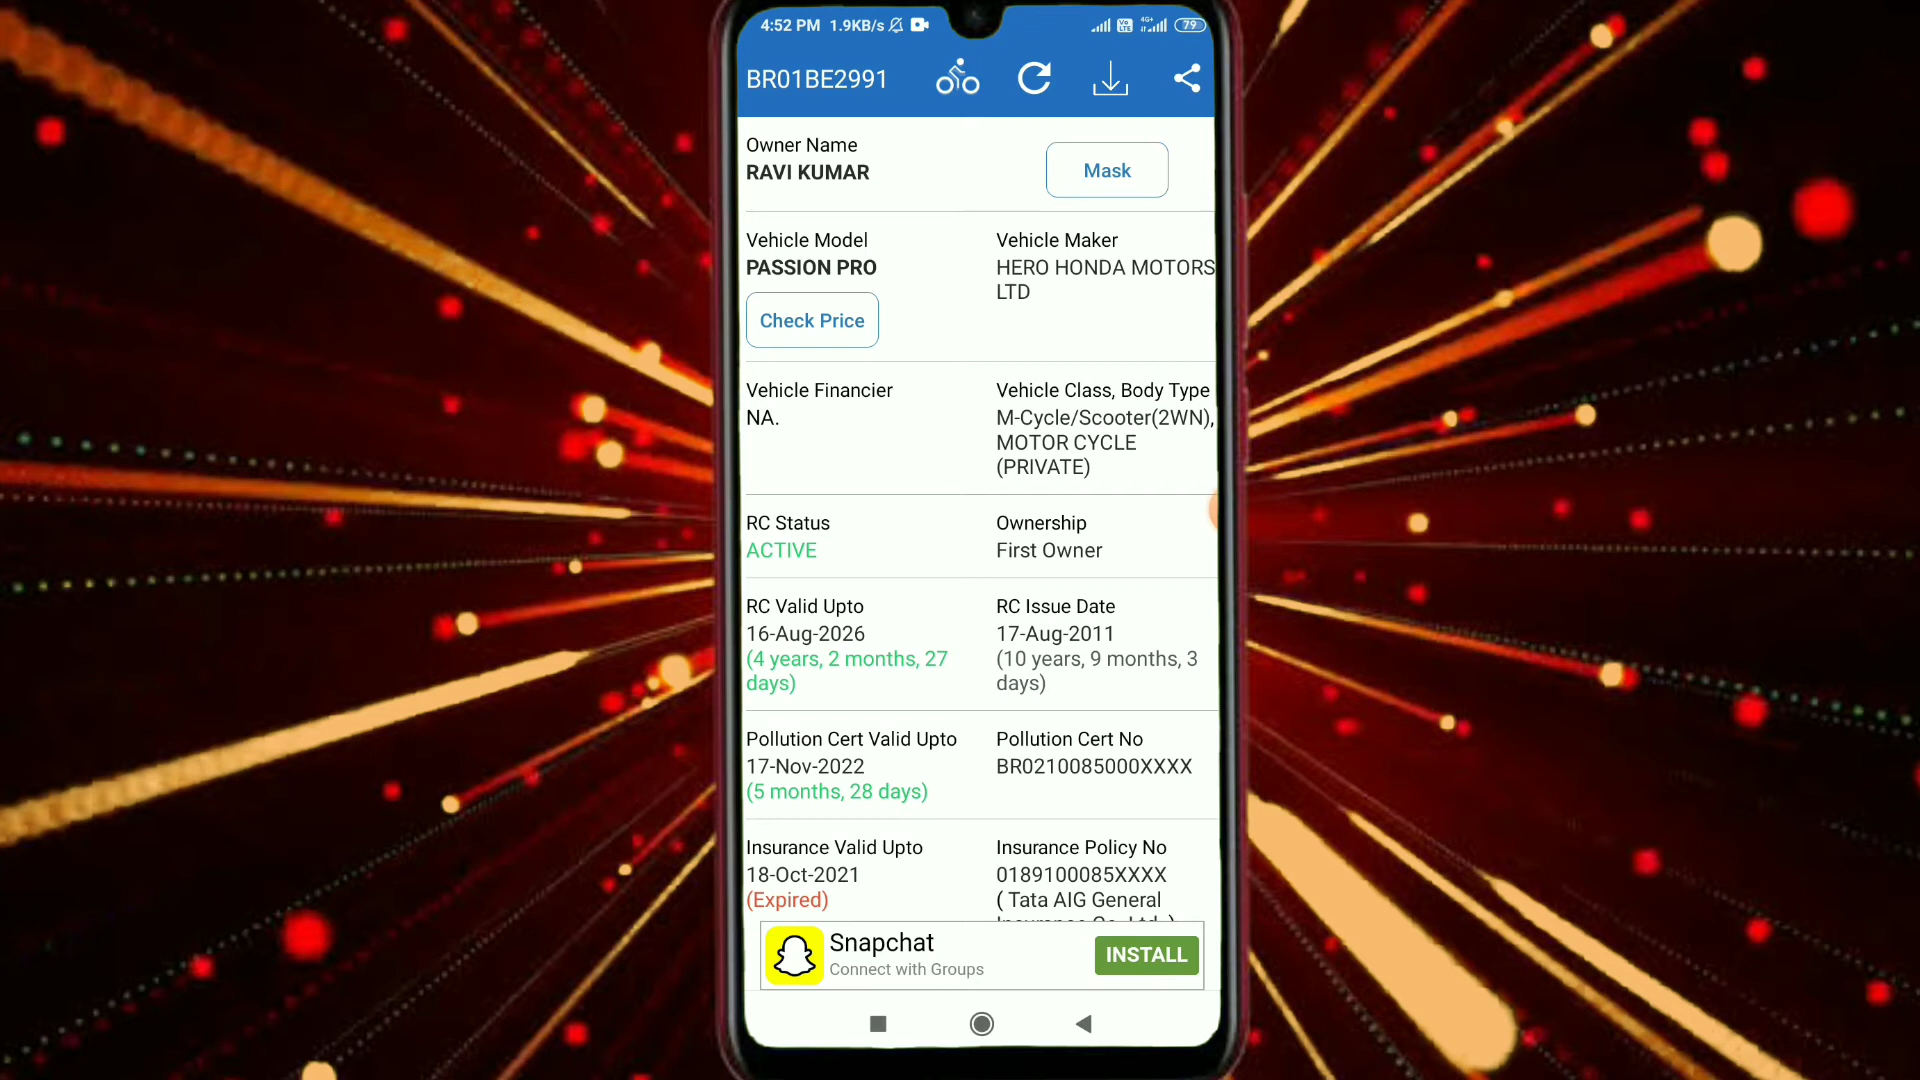 4:52 PM 1.9KB/s 4G+ Vo LTE 79
BR01BE2991
Owner Name
RAVI KUMAR
Mask
Vehicle Model
PASSION PRO
Vehicle Maker
HERO HONDA MOTORS
LTD
Check Price
Vehicle Financier
NA.
Vehicle Class, Body Type
M-Cycle/Scooter(2WN),
MOTOR CYCLE
(PRIVATE)
RC Status
ACTIVE
Ownership
First Owner
RC Valid Upto
16-Aug-2026
(4 years, 2 months, 27
days)
RC Issue Date
17-Aug-2011
(10 years, 9 months, 3
days)
Pollution Cert Valid Upto
17-Nov-2022
(5 months, 28 days)
Pollution Cert No
BR0210085000XXXX
Insurance Valid Upto
18-Oct-2021
(Expired)
Insurance Policy No
0189100085XXXX
( Tata AIG General
Snapchat
Connect with Groups
INSTALL